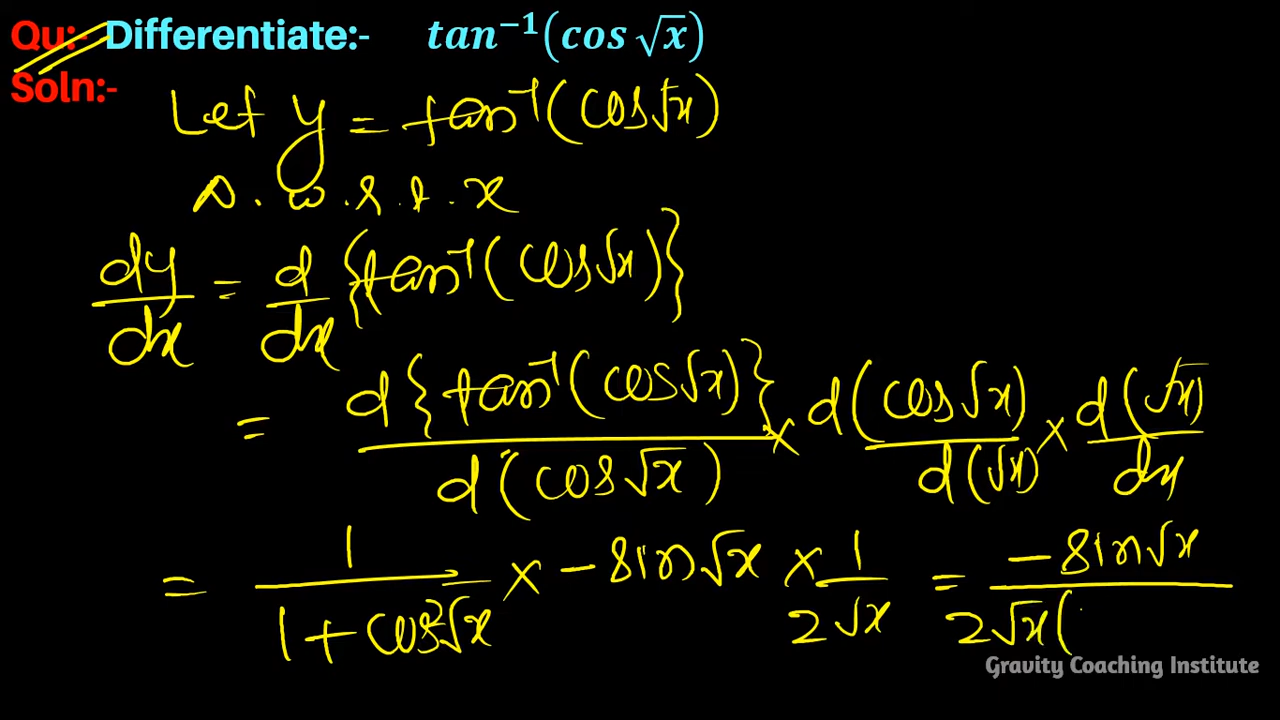 Qu:- Differentiate:- tan⁻¹(cos √x)
Soln:-
Let y = tan⁻¹(cos√x)
D. w. r. t. x
dy/dx = d/dx {tan⁻¹(cos√x)}
= d{tan⁻¹(cos√x)}/d(cos√x) × d(cos√x)/d(√x) × d(√x)/dx
= 1/(1+cos²√x) × -sin√x × 1/(2√x) = -sin√x/2√x(
Gravity Coaching Institute